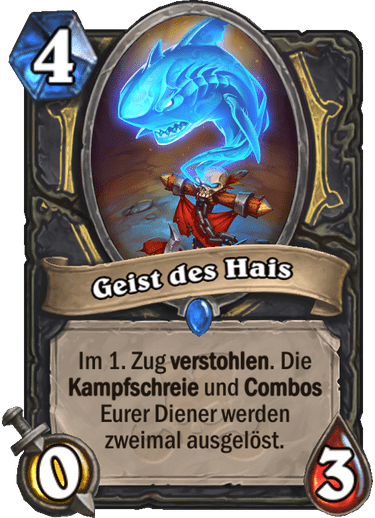 4
Geist des Hais
Im 1. Zug verstohlen. Die
Kampfschreie und Combos
Eurer Diener werden
zweimal ausgelöst.
0
3